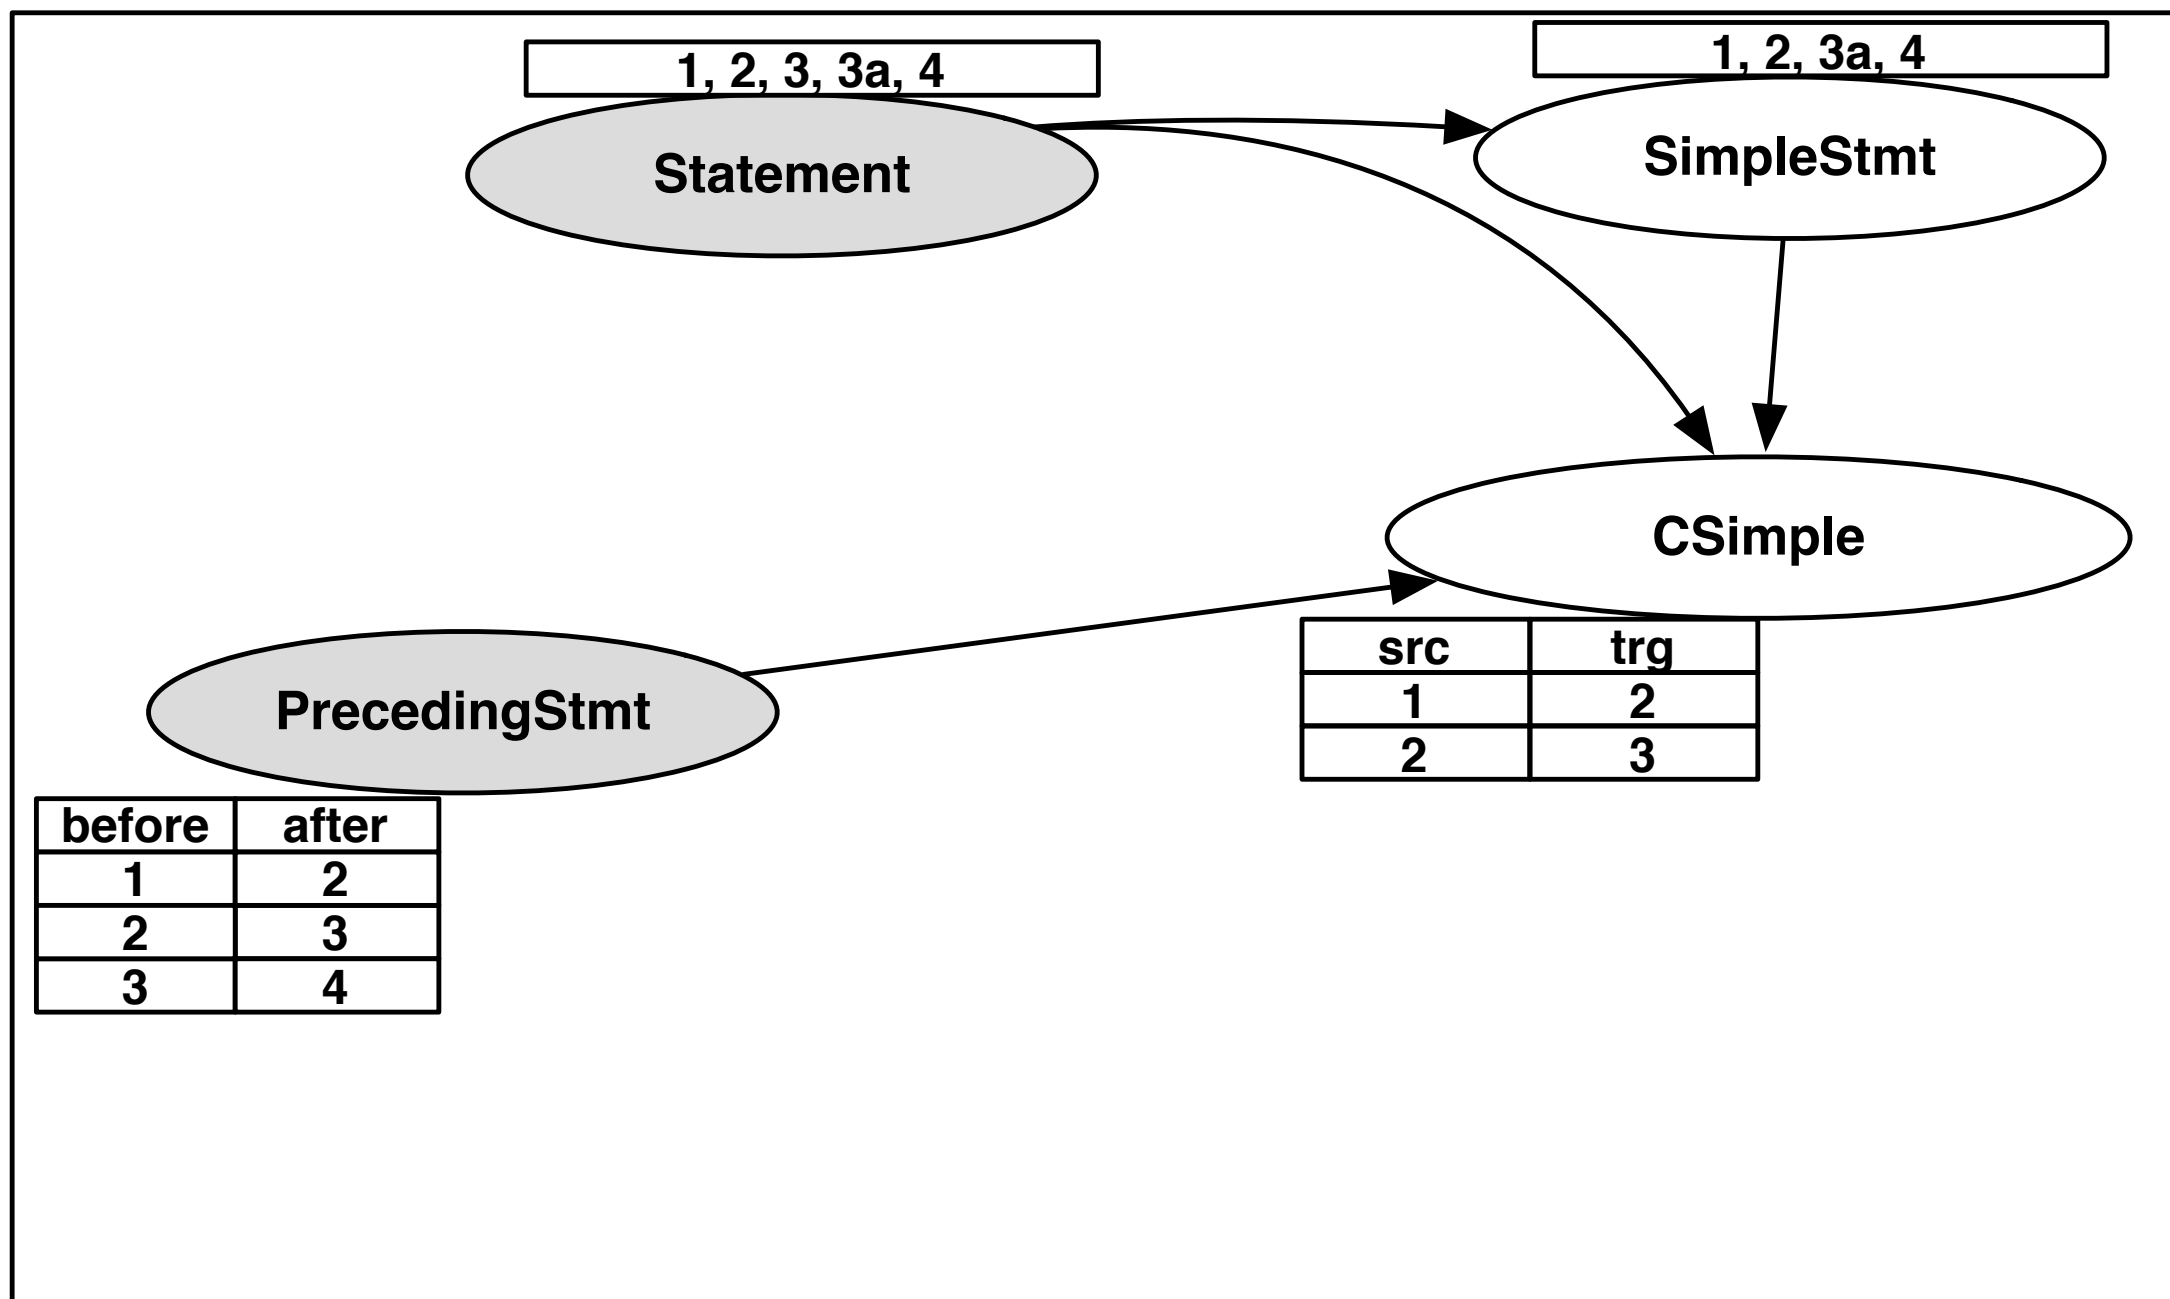 1, 2, 3, 3a, 4
Statement
1, 2, 3a, 4
SimpleStmt
CSimple
src trg
1 2
2 3
PrecedingStmt
before after
1 2
2 3
3 4